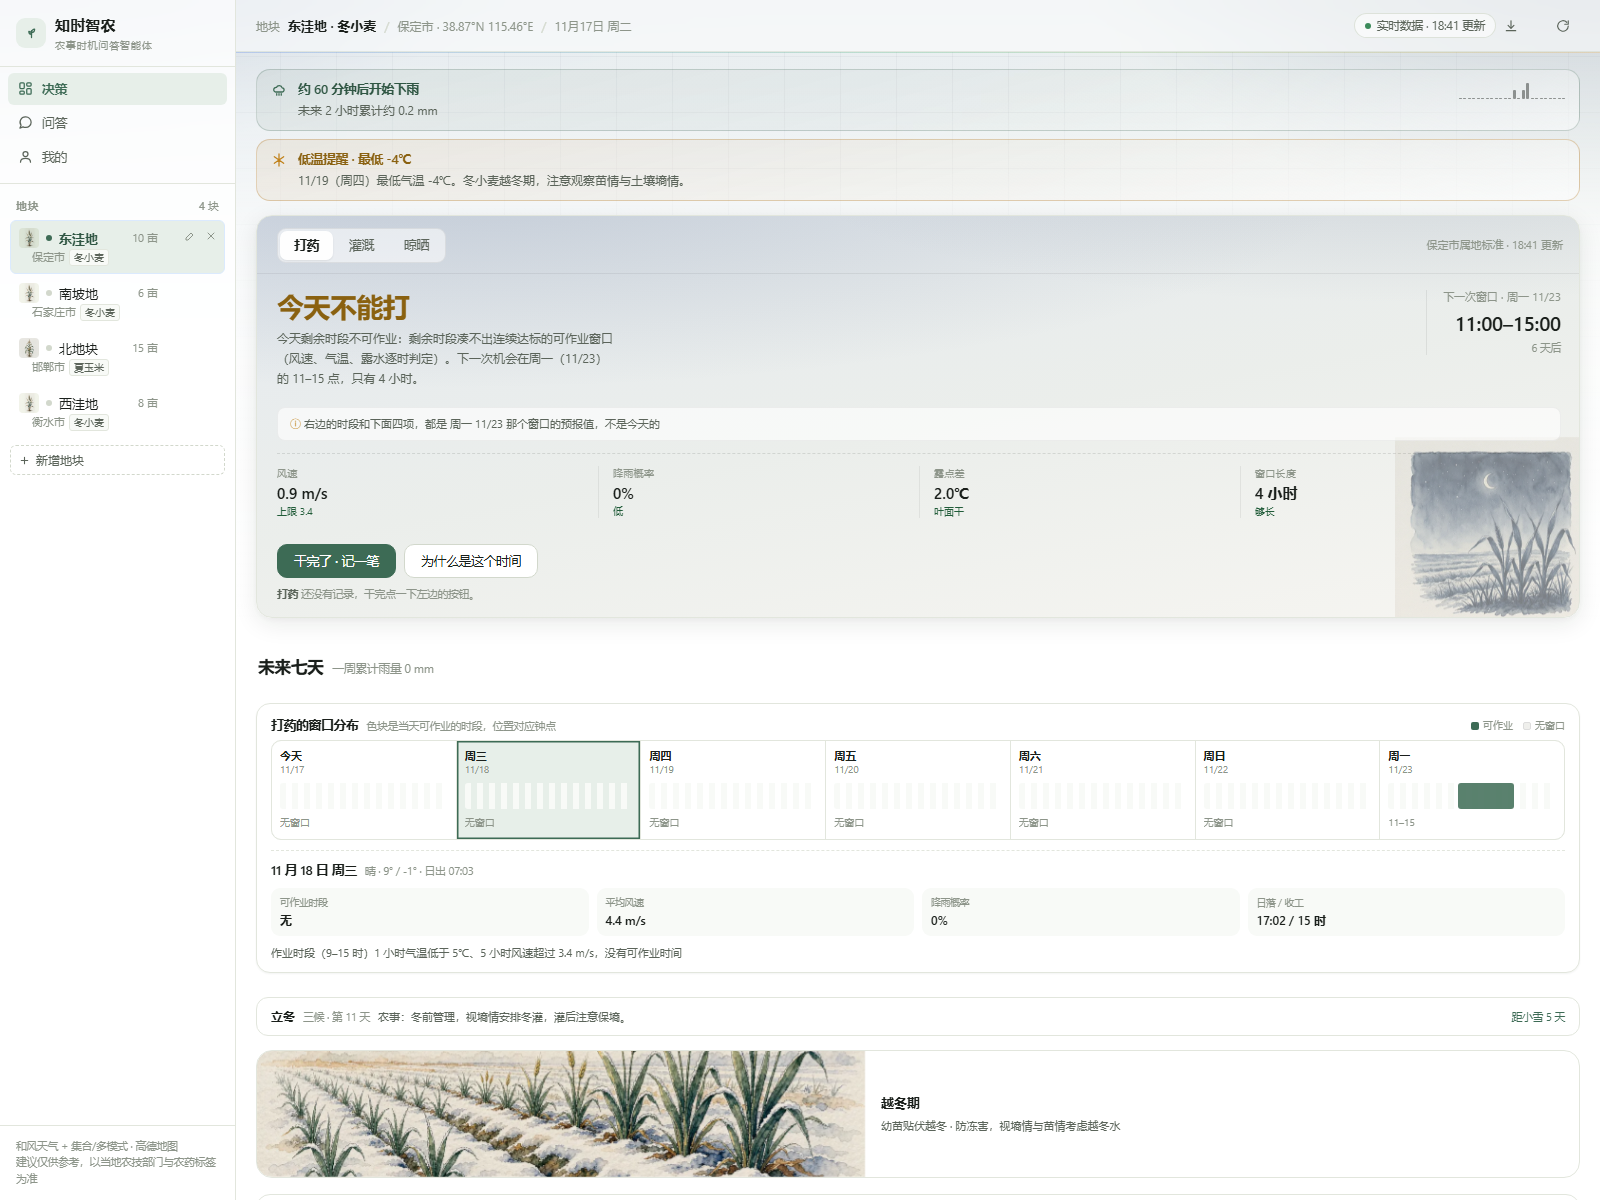 知时智农
农事时机问答智能体
决策
问答
我的
地块 4 块
东洼地 10 亩
保定市 冬小麦
南坡地 6 亩
石家庄市 冬小麦
北地块 15 亩
邯郸市 夏玉米
西洼地 8 亩
衡水市 冬小麦
+ 新增地块
和风天气 + 集合/多模式 · 高德地图
建议仅供参考，以当地农技部门与农药标签
为准
地块 东洼地 · 冬小麦 / 保定市 · 38.87°N 115.46°E / 11月17日 周二
实时数据 · 18:41 更新
约 60 分钟后开始下雨
未来 2 小时累计约 0.2 mm
低温提醒 · 最低 -4℃
11/19（周四）最低气温 -4℃。冬小麦越冬期，注意观察苗情与土壤墒情。
打药 灌溉 晾晒
保定市属地标准 · 18:41 更新
今天不能打
今天剩余时段不可作业：剩余时段凑不出连续达标的可作业窗口
（风速、气温、露水逐时判定）。下一次机会在周一（11/23）
的 11–15 点，只有 4 小时。
下一次窗口 · 周一 11/23
11:00–15:00
6 天后
右边的时段和下面四项，都是 周一 11/23 那个窗口的预报值，不是今天的
风速
0.9 m/s
上限 3.4
降雨概率
0%
低
露点差
2.0℃
叶面干
窗口长度
4 小时
够长
干完了 · 记一笔
为什么是这个时间
打药 还没有记录，干完点一下左边的按钮。
未来七天 一周累计雨量 0 mm
打药的窗口分布 色块是当天可作业的时段，位置对应钟点
可作业 无窗口
今天
11/17
无窗口
周三
11/18
无窗口
周四
11/19
无窗口
周五
11/20
无窗口
周六
11/21
无窗口
周日
11/22
无窗口
周一
11/23
11–15
11 月 18 日 周三 晴 · 9° / -1° · 日出 07:03
可作业时段
无
平均风速
4.4 m/s
降雨概率
0%
日落 / 收工
17:02 / 15 时
作业时段（9–15 时）1 小时气温低于 5℃、5 小时风速超过 3.4 m/s，没有可作业时间
立冬 三候 · 第 11 天 农事：冬前管理，视墒情安排冬灌，灌后注意保墒。
距小雪 5 天
越冬期
幼苗贴伏越冬 · 防冻害，视墒情与苗情考虑越冬水